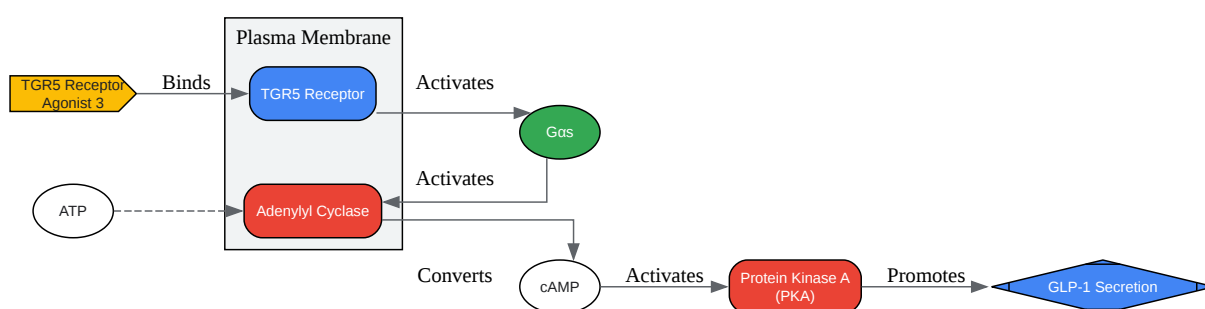 Plasma Membrane
TGR5 Receptor
Agonist 3
Binds
TGR5 Receptor
Activates
Gαs
Activates
ATP
Adenylyl Cyclase
Converts
cAMP
Activates
Protein Kinase A
(PKA)
Promotes
GLP-1 Secretion